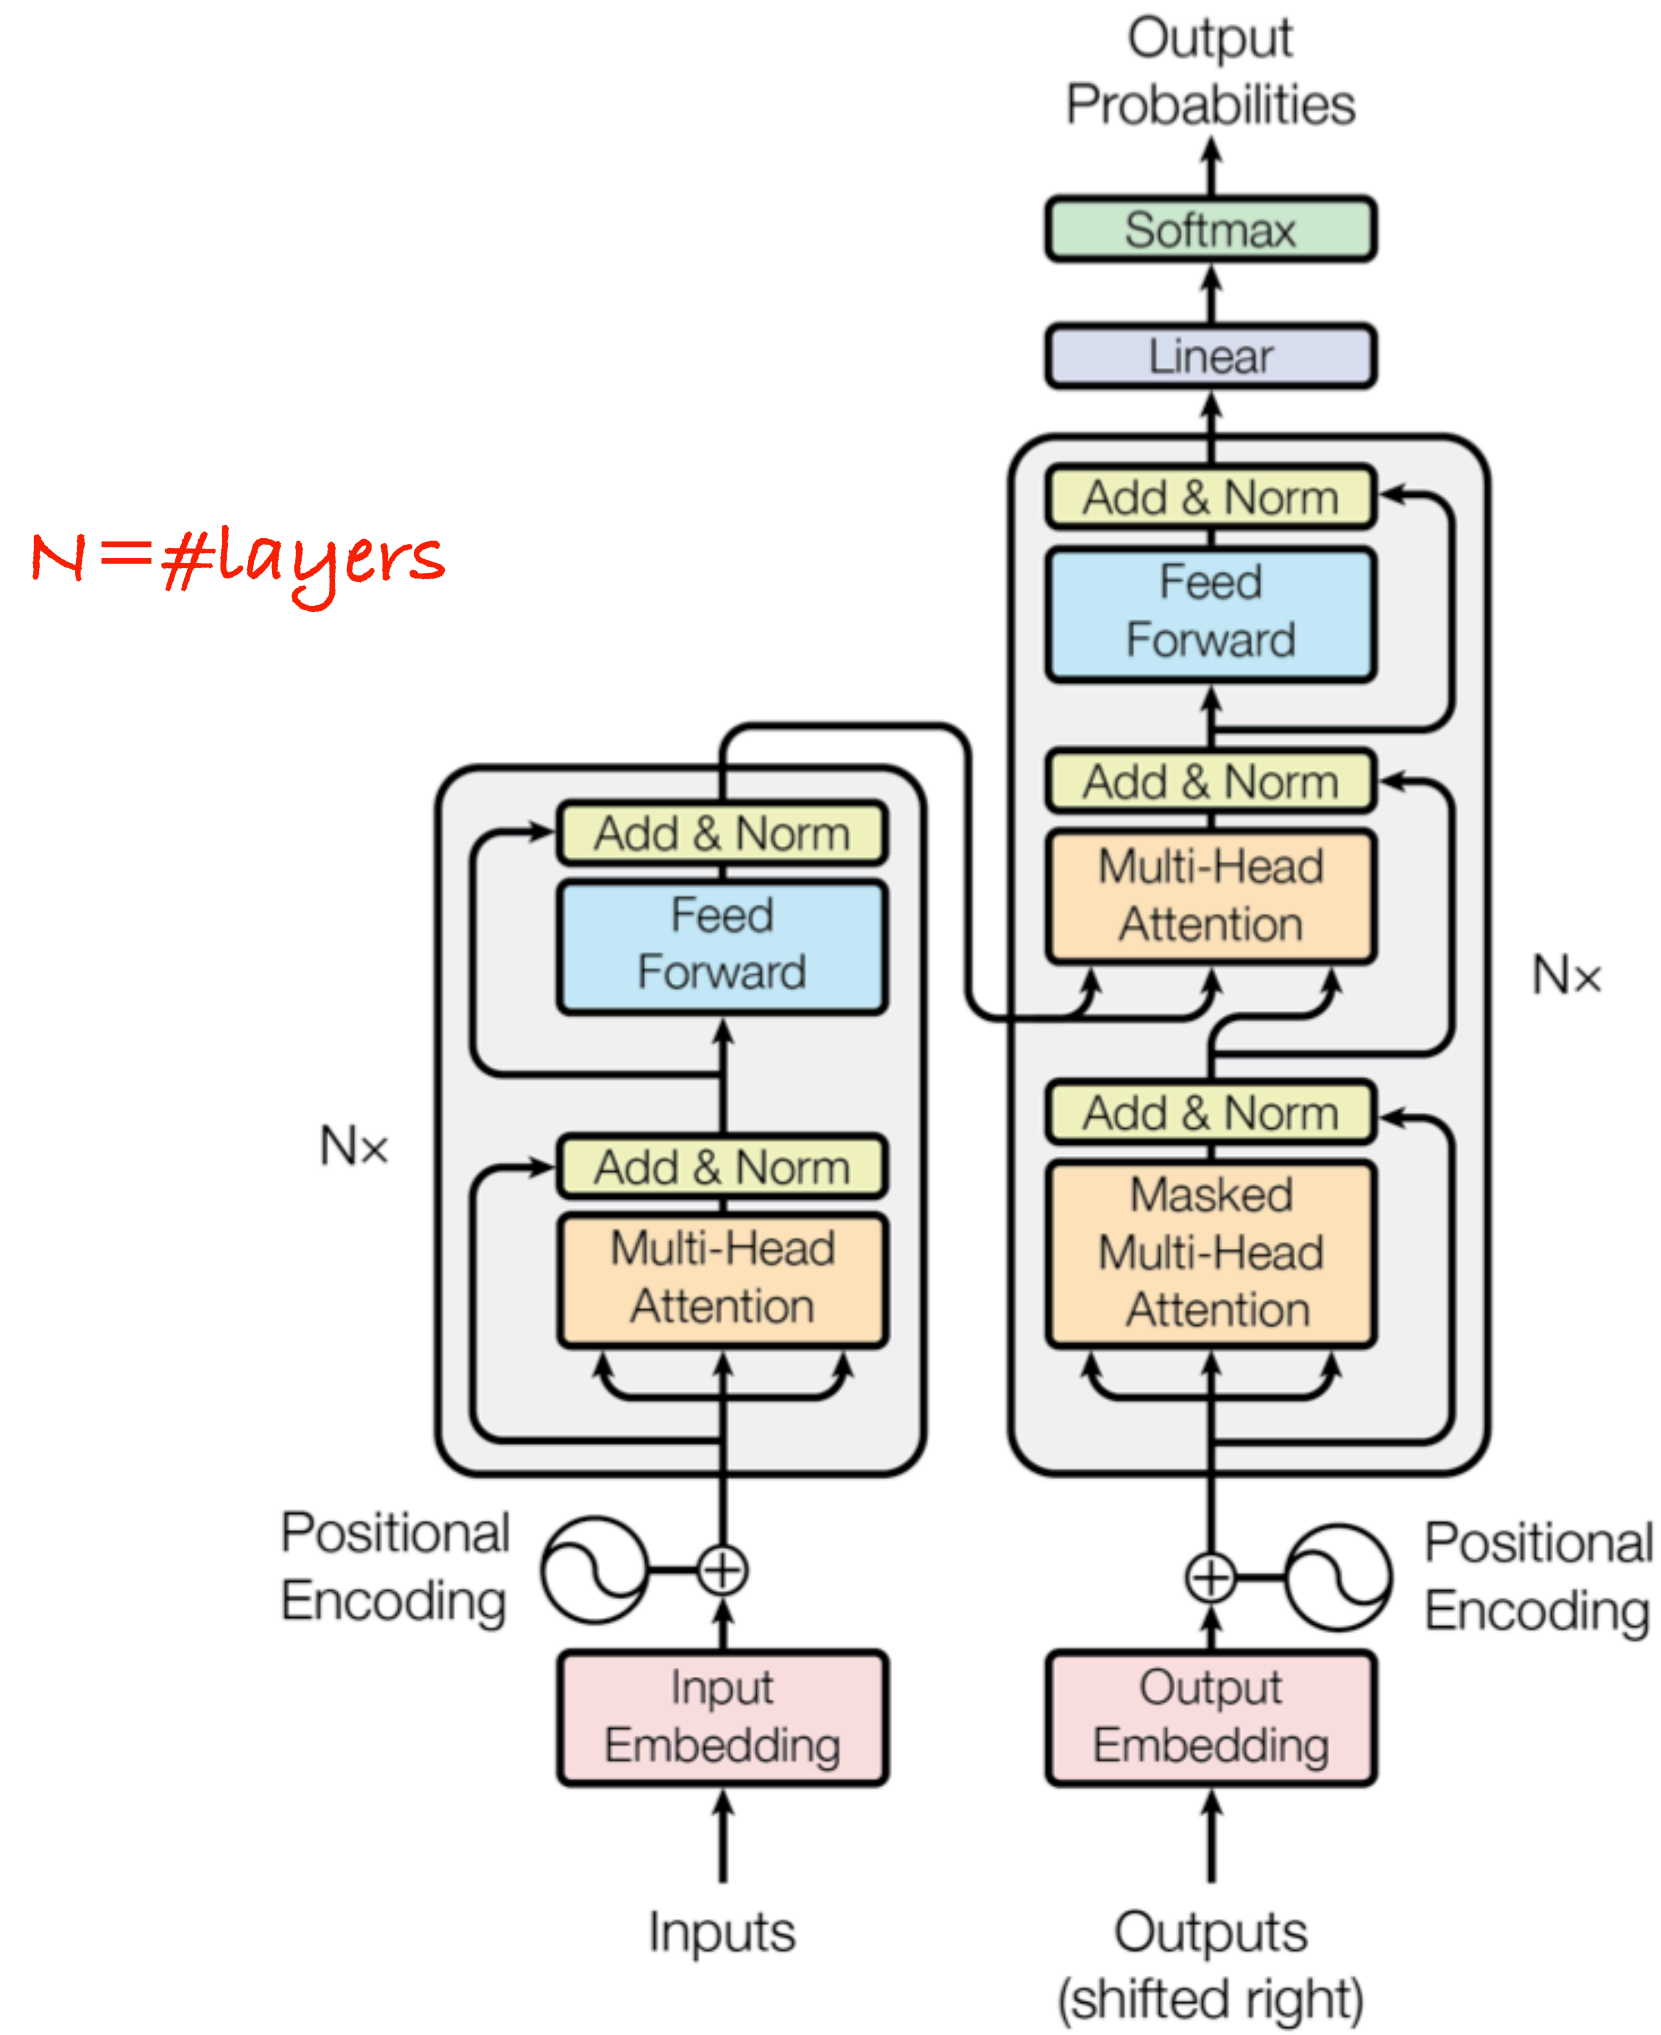 Output
Probabilities
Softmax
Linear
Add & Norm
Feed
Forward
Add & Norm
Multi-Head
Attention
Nx
Add & Norm
Masked
Multi-Head
Attention
N=#layers
Add & Norm
Feed
Forward
N×
Add & Norm
Multi-Head
Attention
Positional
Encoding
Positional
Encoding
Input
Embedding
Output
Embedding
Inputs
Outputs
(shifted right)